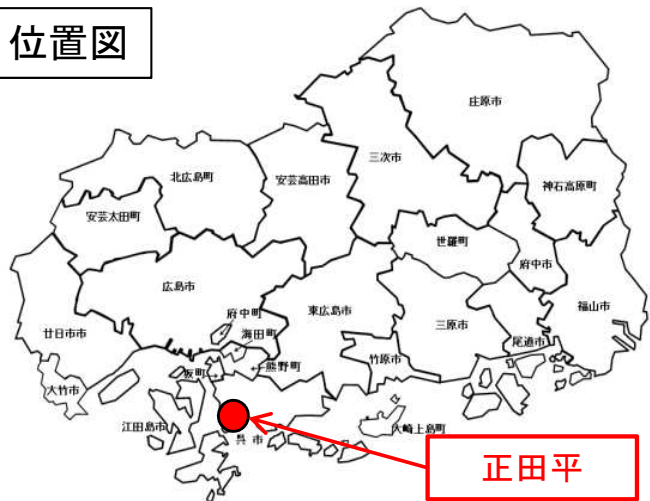 位置図
庄原市
三次市
北広島町
安芸高田市
神石高原町
安芸太田町
世羅町
府中市
広島市
東広島市
三原市
福山市
府中町
海田町
廿日市市
尾道市
竹原市
熊野町
坂町
大竹市
江田島市
呉市
大崎上島町
正田平